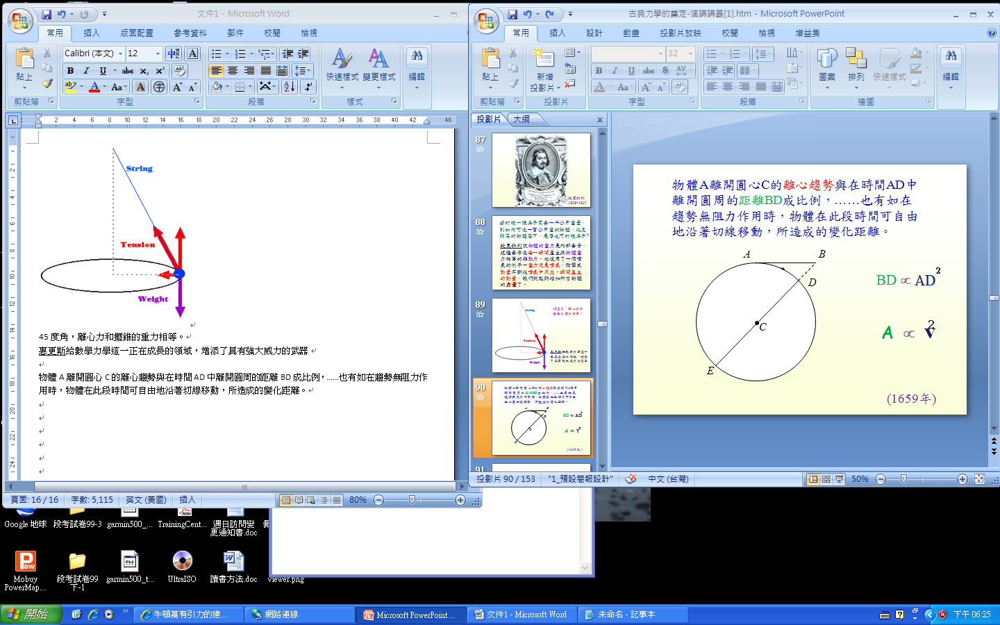 文件1 - Microsoft Word
常用 插入 版面配置 參考資料 郵件 校閱 檢視
Calibri (本文) 12
貼上
快速樣式 變更樣式
編輯
剪貼簿 字型 段落 樣式
2 4 6 8 10 12 14 16 18 20 22 24 26 28 30 32 34 36 38 40 42 46
String
Tension
Weight
45 度角，離心力和擺錐的重力相等。
惠更斯給數學力學這一正在成長的領域，增添了具有強大威力的武器
物體 A 離開圓心 C 的離心趨勢與在時間 AD 中離開圓周的距離 BD 成比例，……也有如在趨勢無阻力作
用時，物體在此段時間可自由地沿著切線移動，所造成的變化距離。
頁面: 16 / 16 字數: 5,115 英文 (美國) 插入 80%
古典力學的奠定-演講講義[1].htm - Microsoft PowerPoint
常用 插入 設計 動畫 投影片放映 校閱 檢視 增益集
32
貼上
新增
投影片
圖案 排列 快速樣式
編輯
剪貼簿 投影片 字型 段落 繪圖
投影片 大綱
87
88
89
String
Tension
Weight
90
91
物體A離開圓心C的離心趨勢與在時間AD中
離開圓周的距離BD成比例，……也有如在
趨勢無阻力作用時，物體在此段時間可自由
地沿著切線移動，所造成的變化距離。
A B
D
C
E
BD ∝ AD²
A ∝ v²
(1659年)
投影片 90 / 153 "1_預設簡報設計" 中文 (台灣) 50%
Google 地球 段考試卷99-3 garmin500_... TrainingCent... 週日訪問變
更通知書.doc
Mobuy
PowerMap... 段考試卷99
下-1 garmin500_t... UltraISO 讀書方法.doc viewer.png
開始 牛頓萬有引力的建... 網路連線 Microsoft PowerPoint ... 文件1 - Microsoft Word 未命名 - 記事本 下午 06:25